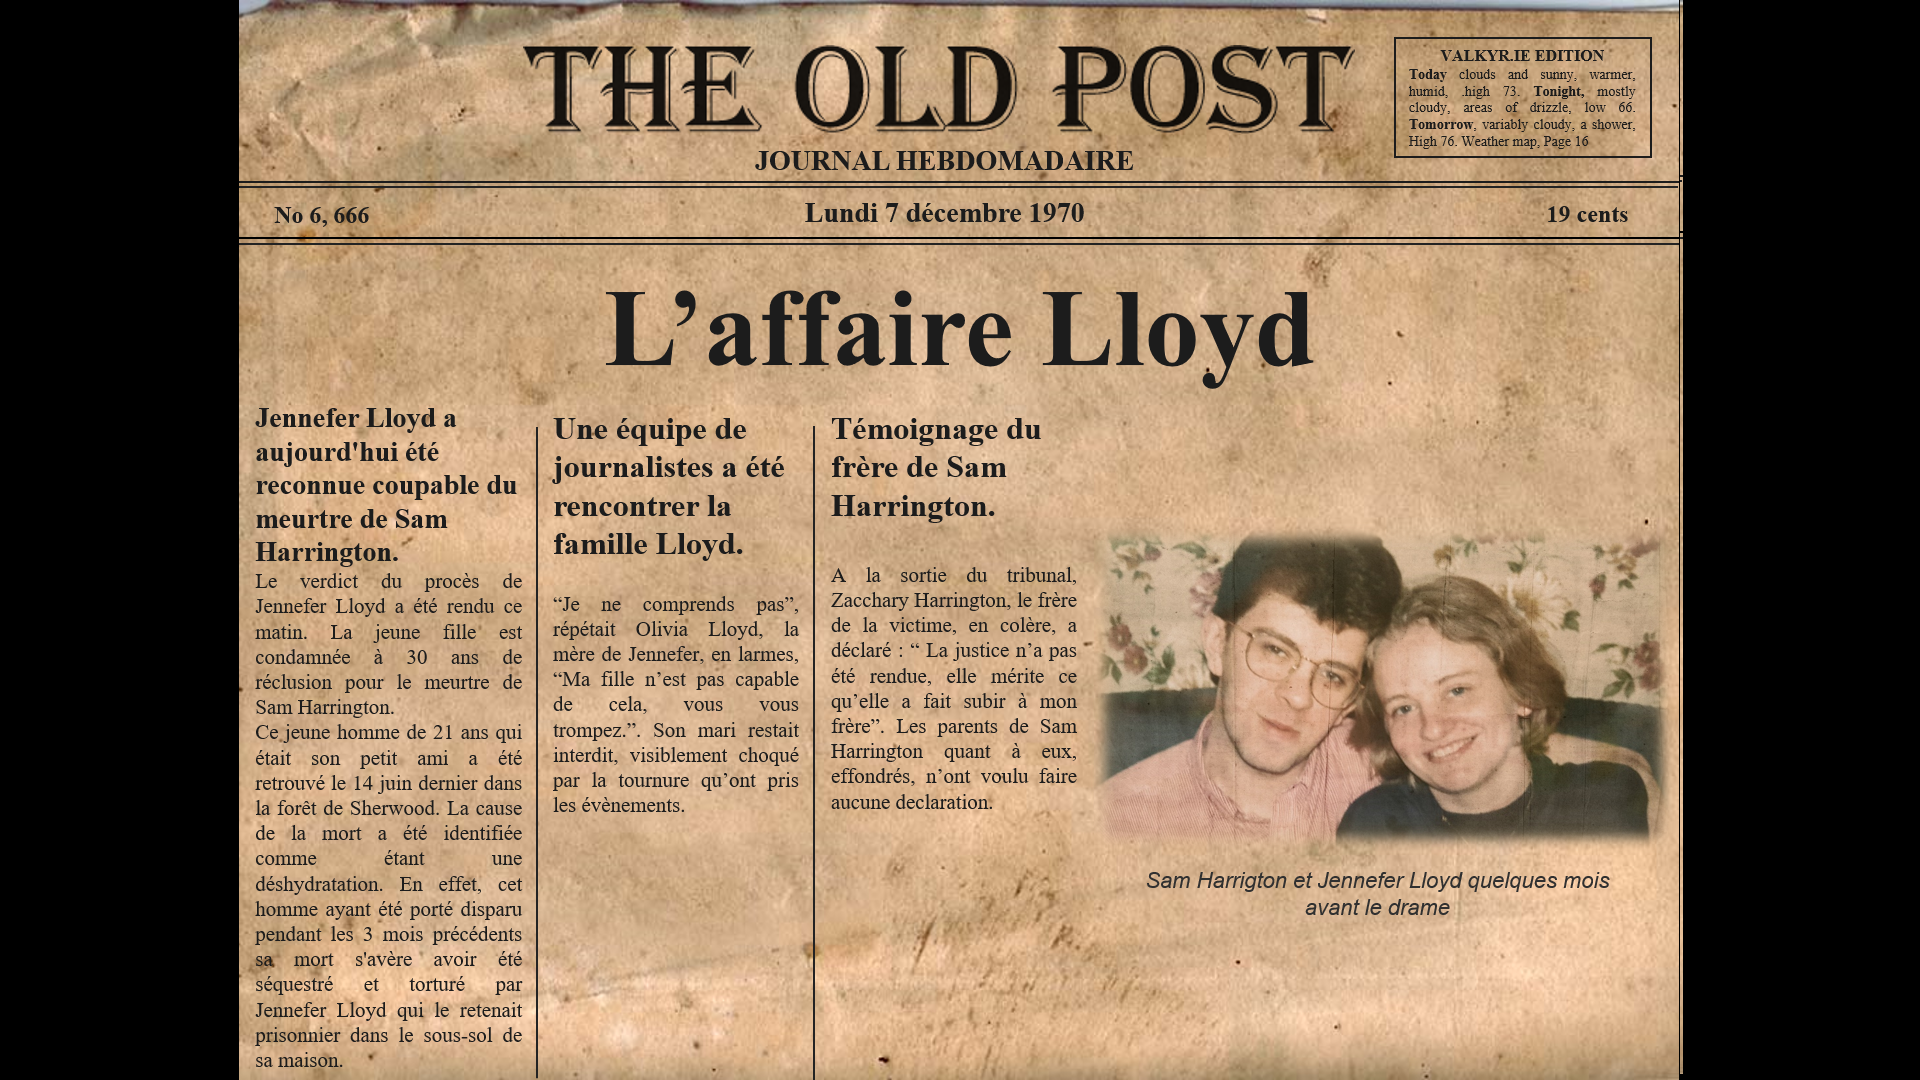 THE OLD POST
JOURNAL HEBDOMADAIRE
VALKYR.IE EDITION
Today clouds and sunny, warmer,
humid, .high 73. Tonight, mostly
cloudy, areas of drizzle, low 66.
Tomorrow, variably cloudy, a shower,
High 76. Weather map, Page 16
No 6, 666
Lundi 7 décembre 1970
19 cents
L’affaire Lloyd
Jennefer Lloyd a
aujourd'hui été
reconnue coupable du
meurtre de Sam
Harrington.
Le verdict du procès de
Jennefer Lloyd a été rendu ce
matin. La jeune fille est
condamnée à 30 ans de
réclusion pour le meurtre de
Sam Harrington.
Ce jeune homme de 21 ans qui
était son petit ami a été
retrouvé le 14 juin dernier dans
la forêt de Sherwood. La cause
de la mort a été identifiée
comme étant une
déshydratation. En effet, cet
homme ayant été porté disparu
pendant les 3 mois précédents
sa mort s'avère avoir été
séquestré et torturé par
Jennefer Lloyd qui le retenait
prisonnier dans le sous-sol de
sa maison.
Une équipe de
journalistes a été
rencontrer la
famille Lloyd.
“Je ne comprends pas”,
répétait Olivia Lloyd, la
mère de Jennefer, en larmes,
“Ma fille n’est pas capable
de cela, vous vous
trompez.”. Son mari restait
interdit, visiblement choqué
par la tournure qu’ont pris
les évènements.
Témoignage du
frère de Sam
Harrington.
A la sortie du tribunal,
Zacchary Harrington, le frère
de la victime, en colère, a
déclaré : “ La justice n’a pas
été rendue, elle mérite ce
qu’elle a fait subir à mon
frère”. Les parents de Sam
Harrington quant à eux,
effondrés, n’ont voulu faire
aucune declaration.
Sam Harrigton et Jennefer Lloyd quelques mois
avant le drame